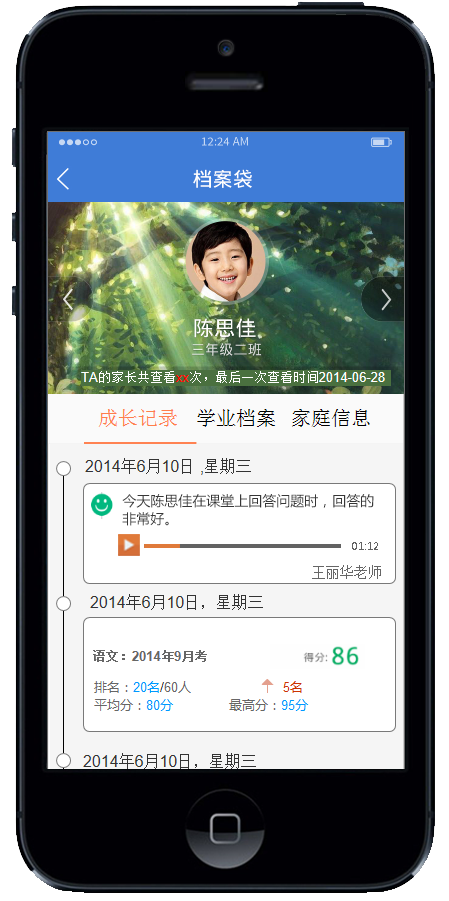 12:24 AM
档案袋
陈思佳
三年级二班
TA的家长共查看xx次，最后一次查看时间2014-06-28
成长记录 学业档案 家庭信息
2014年6月10日 ,星期三
今天陈思佳在课堂上回答问题时，回答的
非常好。
01:12
王丽华老师
2014年6月10日，星期三
语文：2014年9月考 得分: 86
排名：20名/60人 5名
平均分：80分 最高分：95分
2014年6月10日，星期三